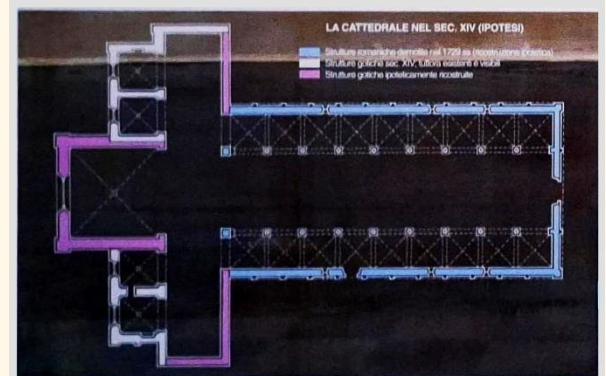 LA CATTEDRALE NEL SEC. XIV (IPOTESI)
Strutture romaniche demolite nel 1729 ss (ricostruzione ipotetica)
Strutture gotiche sec. XIV, tuttora esistenti e visibili
Strutture gotiche ipoteticamente ricostruite